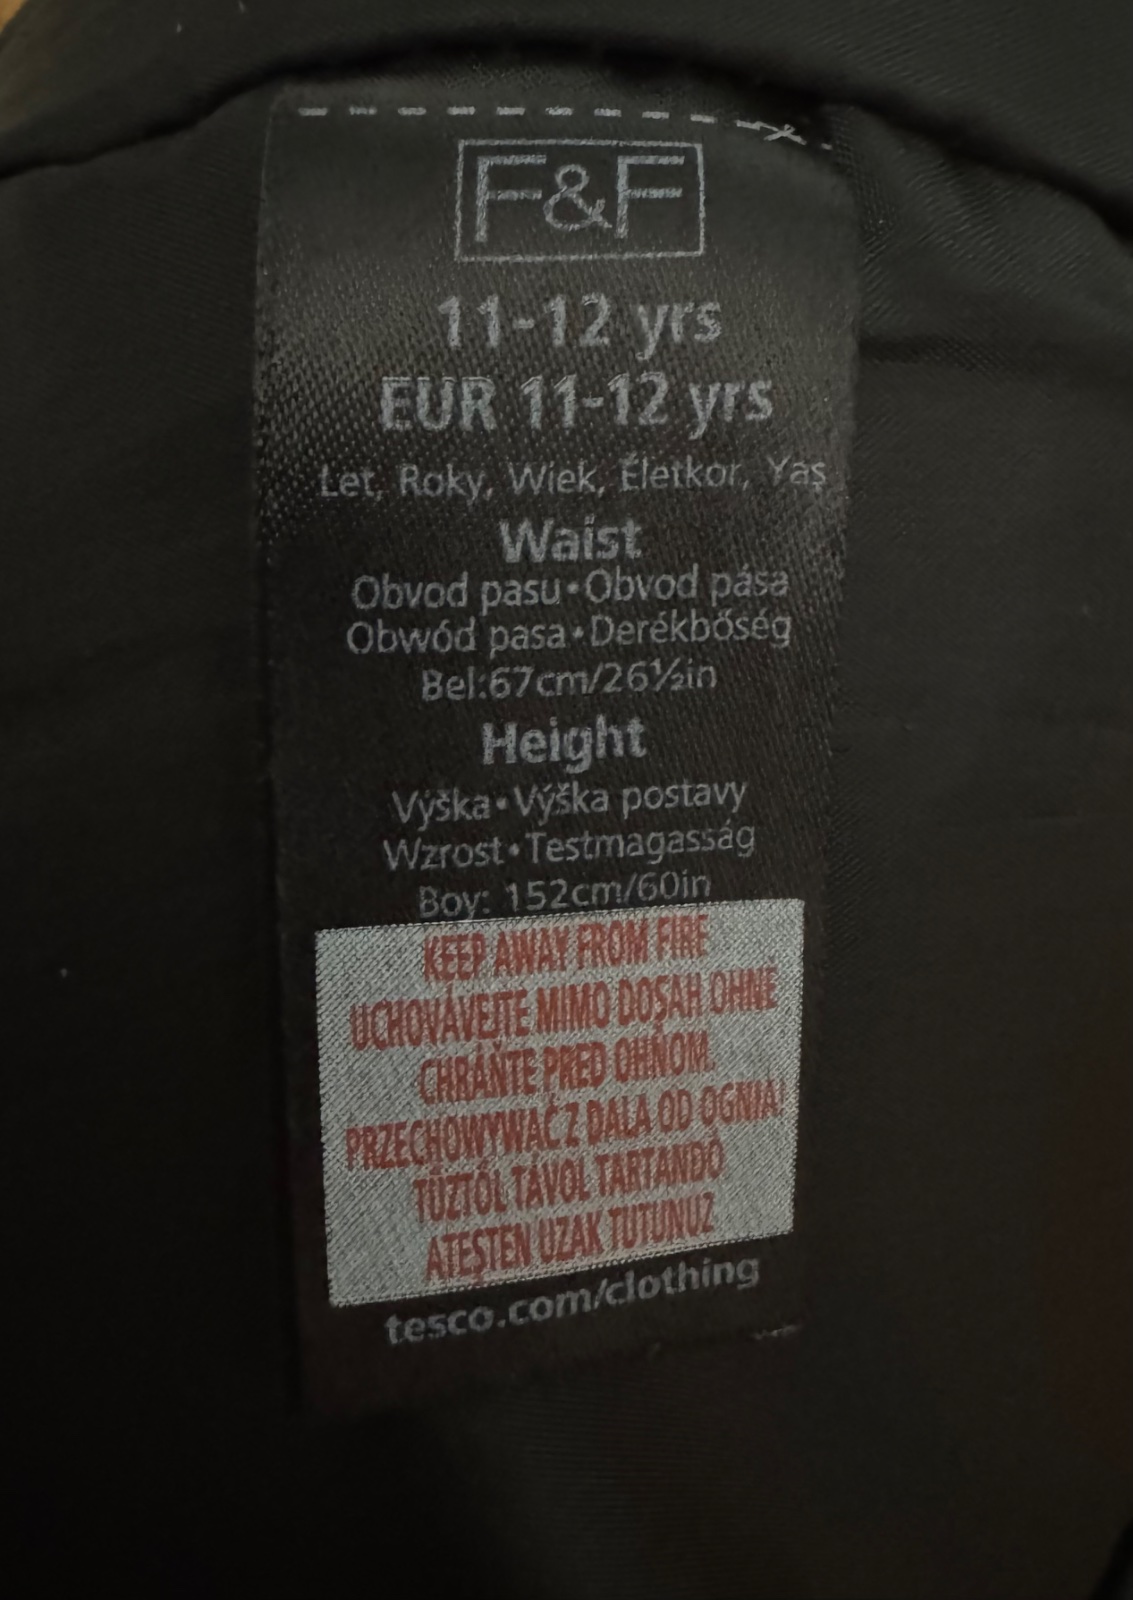 F&F
11-12 yrs
EUR 11-12 yrs
Let, Roky, Wiek, Életkor, Yaş
Waist
Obvod pasu•Obvod pása
Obwód pasa•Derékbőség
Bel:67cm/26½in
Height
Výška•Výška postavy
Wzrost•Testmagasság
Boy: 152cm/60in
KEEP AWAY FROM FIRE
UCHOVÁVEJTE MIMO DOSAH OHNĚ
CHRÁŇTE PRED OHŇOM.
PRZECHOWYWAĆ Z DALA OD OGNIA!
TŰZTŐL TÁVOL TARTANDÓ
ATEŞTEN UZAK TUTUNUZ
tesco.com/clothing